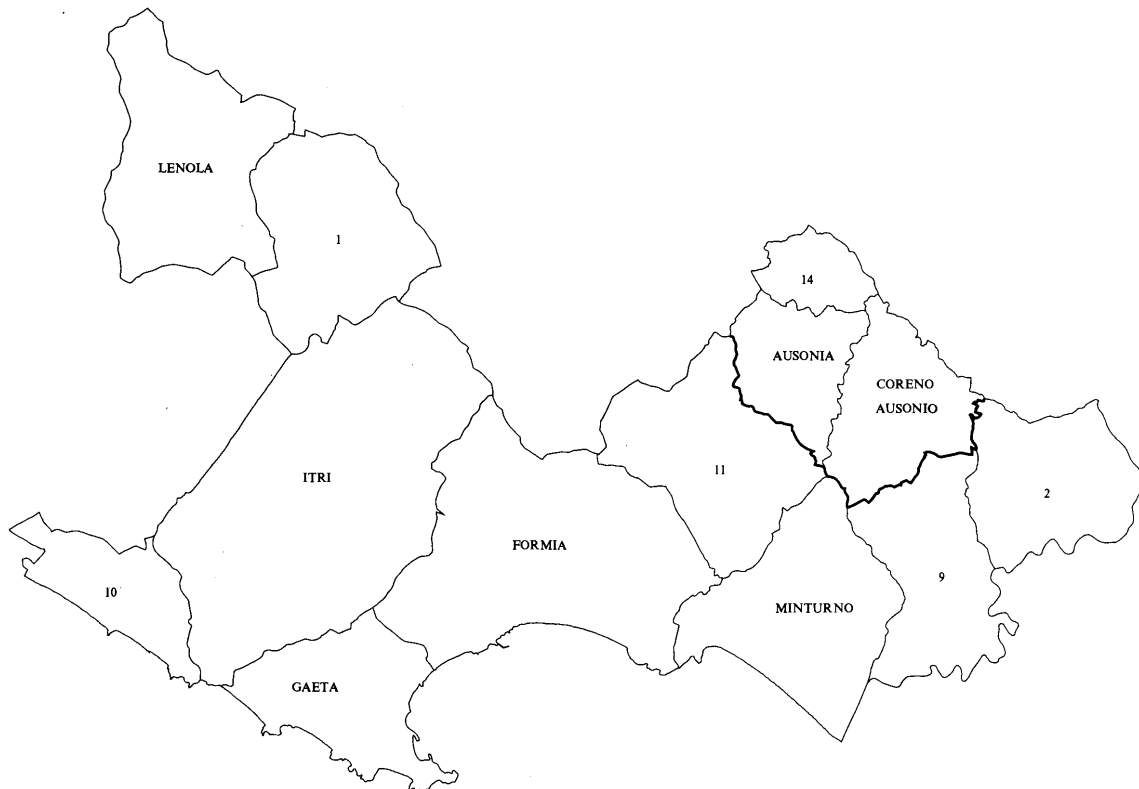 LENOLA
1
14
AUSONIA
CORENO
AUSONIO
11
ITRI
2
FORMIA
9
10
MINTURNO
GAETA